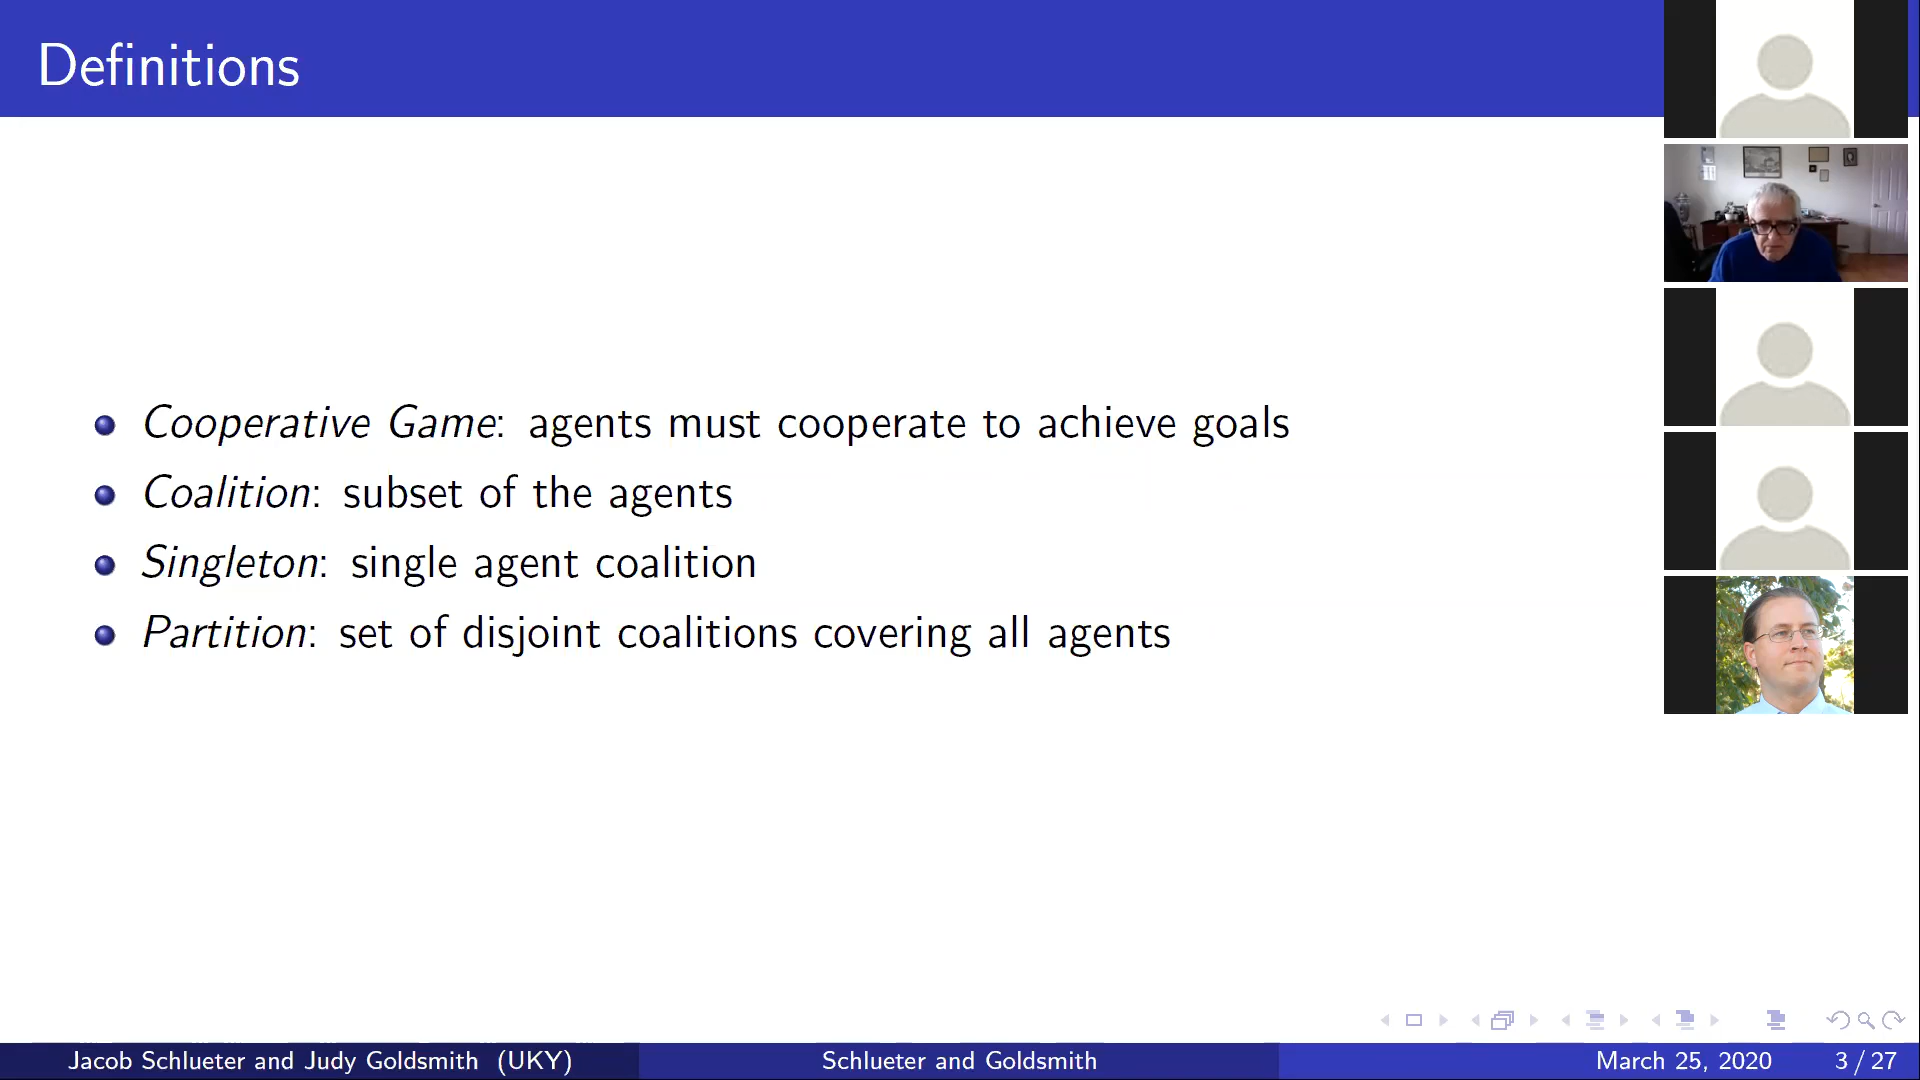 Definitions
Cooperative Game: agents must cooperate to achieve goals
Coalition: subset of the agents
Singleton: single agent coalition
Partition: set of disjoint coalitions covering all agents
Jacob Schlueter and Judy Goldsmith (UKY)
Schlueter and Goldsmith
March 25, 2020
3 / 27